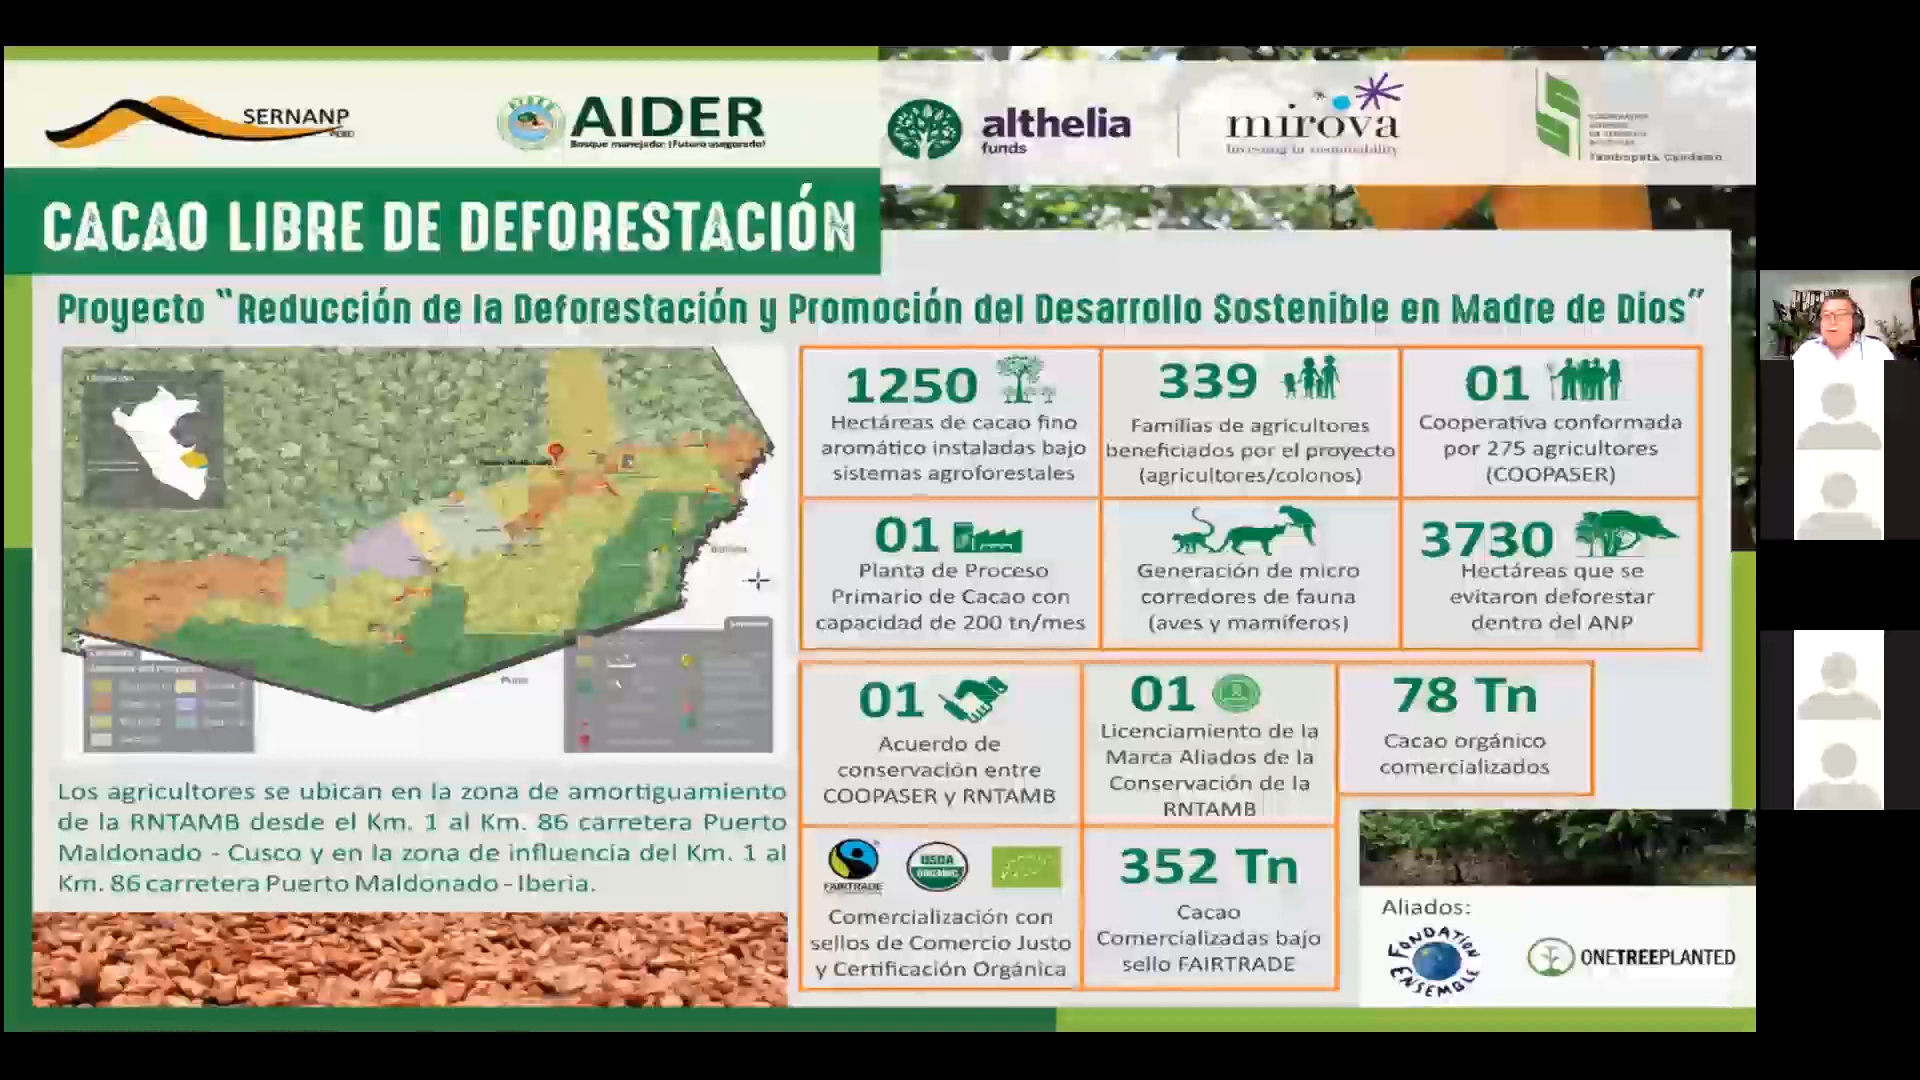 SERNANP
PERÚ
AIDER
Bosque manejado: ¡Futuro asegurado!
althelia
funds
mirova
Investing in sustainability
Tambopata, Candamo
CACAO LIBRE DE DEFORESTACIÓN
Proyecto “Reducción de la Deforestación y Promoción del Desarrollo Sostenible en Madre de Dios”
Puno
Los agricultores se ubican en la zona de amortiguamiento
de la RNTAMB desde el Km. 1 al Km. 86 carretera Puerto
Maldonado - Cusco y en la zona de influencia del Km. 1 al
Km. 86 carretera Puerto Maldonado - Iberia.
1250
Hectáreas de cacao fino
aromático instaladas bajo
sistemas agroforestales
339
Familias de agricultores
beneficiados por el proyecto
(agricultores/colonos)
01
Cooperativa conformada
por 275 agricultores
(COOPASER)
01
Planta de Proceso
Primario de Cacao con
capacidad de 200 tn/mes
Generación de micro
corredores de fauna
(aves y mamíferos)
3730
Hectáreas que se
evitaron deforestar
dentro del ANP
01
Acuerdo de
conservación entre
COOPASER y RNTAMB
01
Licenciamiento de la
Marca Aliados de la
Conservación de la
RNTAMB
78 Tn
Cacao orgánico
comercializados
FAIRTRADE
USDA
ORGANIC
Comercialización con
sellos de Comercio Justo
y Certificación Orgánica
352 Tn
Cacao
Comercializadas bajo
sello FAIRTRADE
Aliados:
FONDATION
ENSEMBLE
ONETREEPLANTED